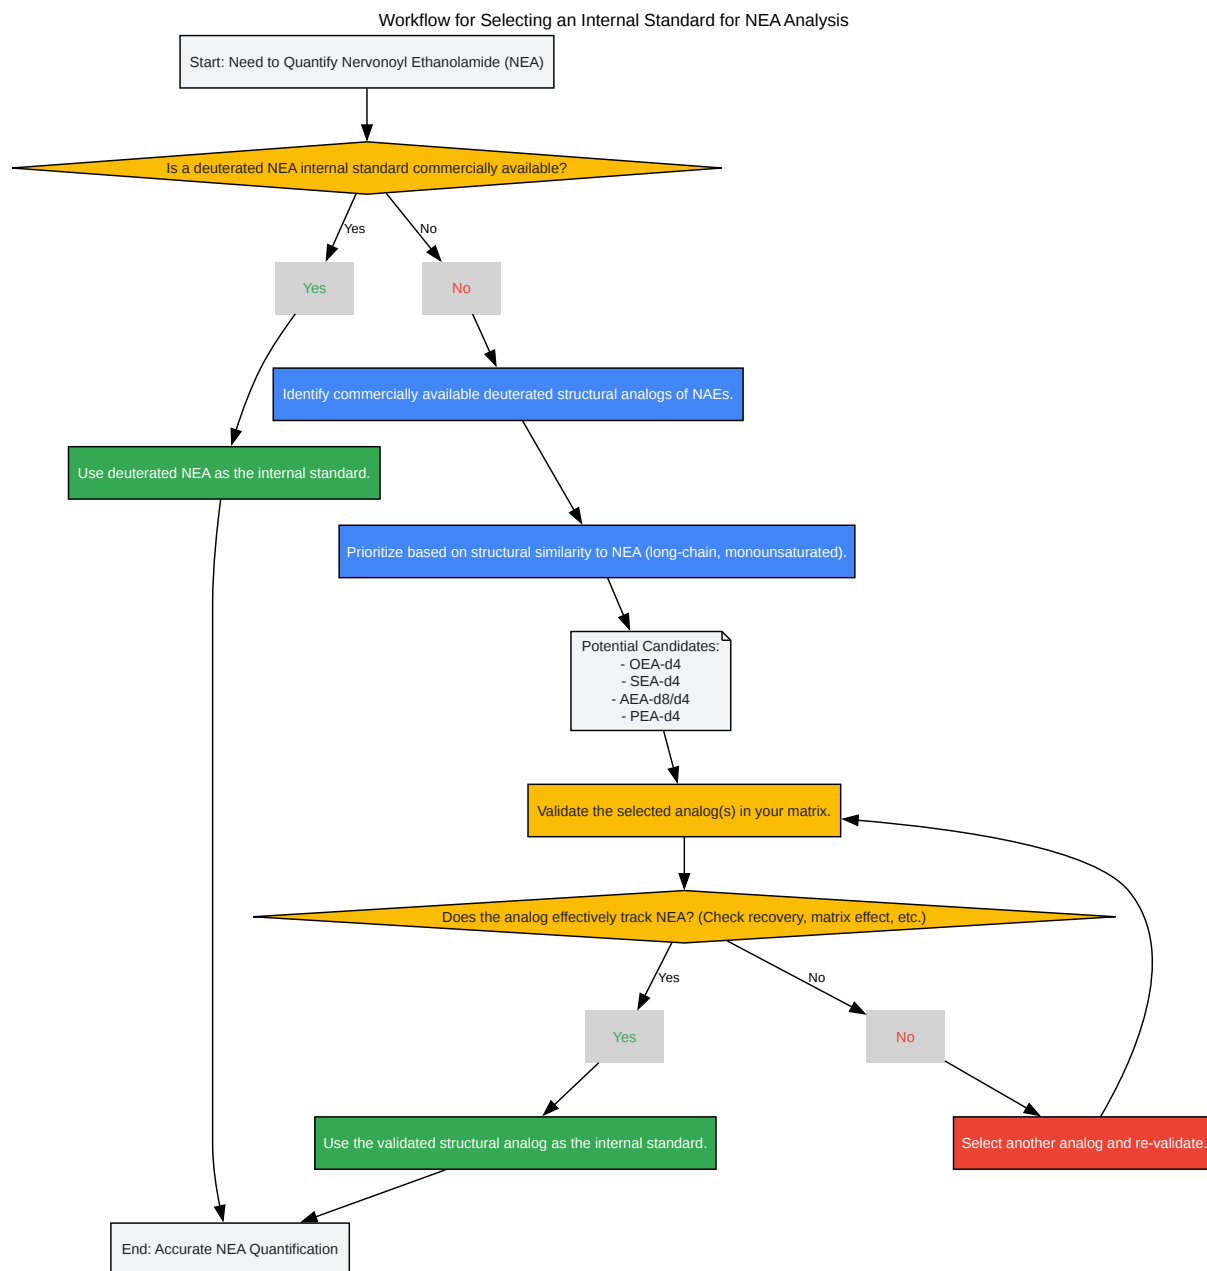 Workflow for Selecting an Internal Standard for NEA Analysis
Start: Need to Quantify Nervonoyl Ethanolamide (NEA)
Is a deuterated NEA internal standard commercially available?
Yes
No
Yes
No
Identify commercially available deuterated structural analogs of NAEs.
Use deuterated NEA as the internal standard.
Prioritize based on structural similarity to NEA (long-chain, monounsaturated).
Potential Candidates:
- OEA-d4
- SEA-d4
- AEA-d8/d4
- PEA-d4
Validate the selected analog(s) in your matrix.
Does the analog effectively track NEA? (Check recovery, matrix effect, etc.)
Yes
No
Yes
No
Use the validated structural analog as the internal standard.
Select another analog and re-validate.
End: Accurate NEA Quantification